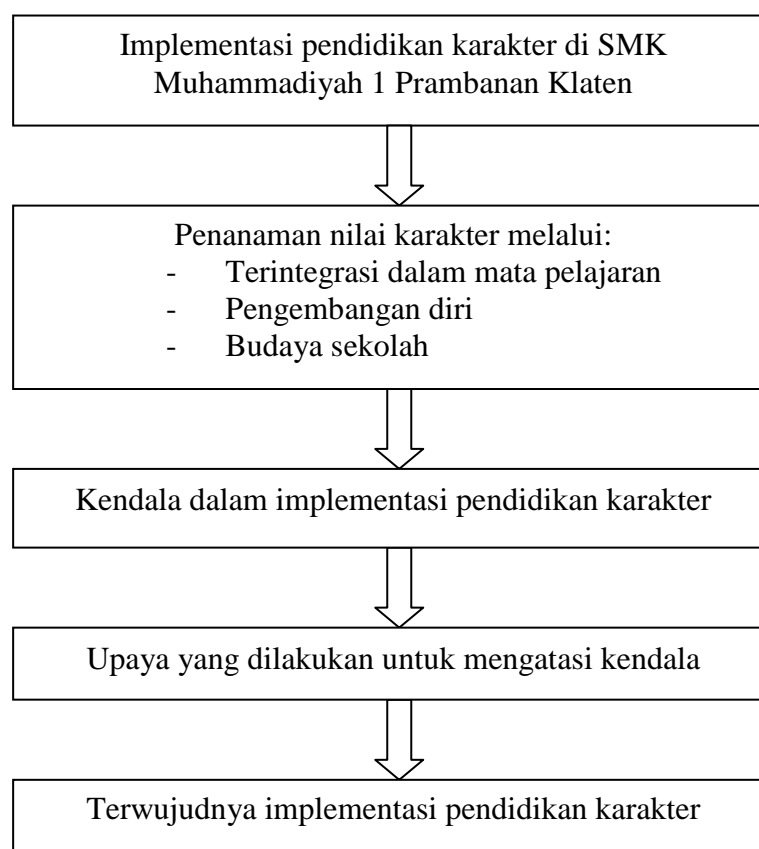 Implementasi pendidikan karakter di SMK
Muhammadiyah 1 Prambanan Klaten
Penanaman nilai karakter melalui:
- Terintegrasi dalam mata pelajaran
- Pengembangan diri
- Budaya sekolah
Kendala dalam implementasi pendidikan karakter
Upaya yang dilakukan untuk mengatasi kendala
Terwujudnya implementasi pendidikan karakter